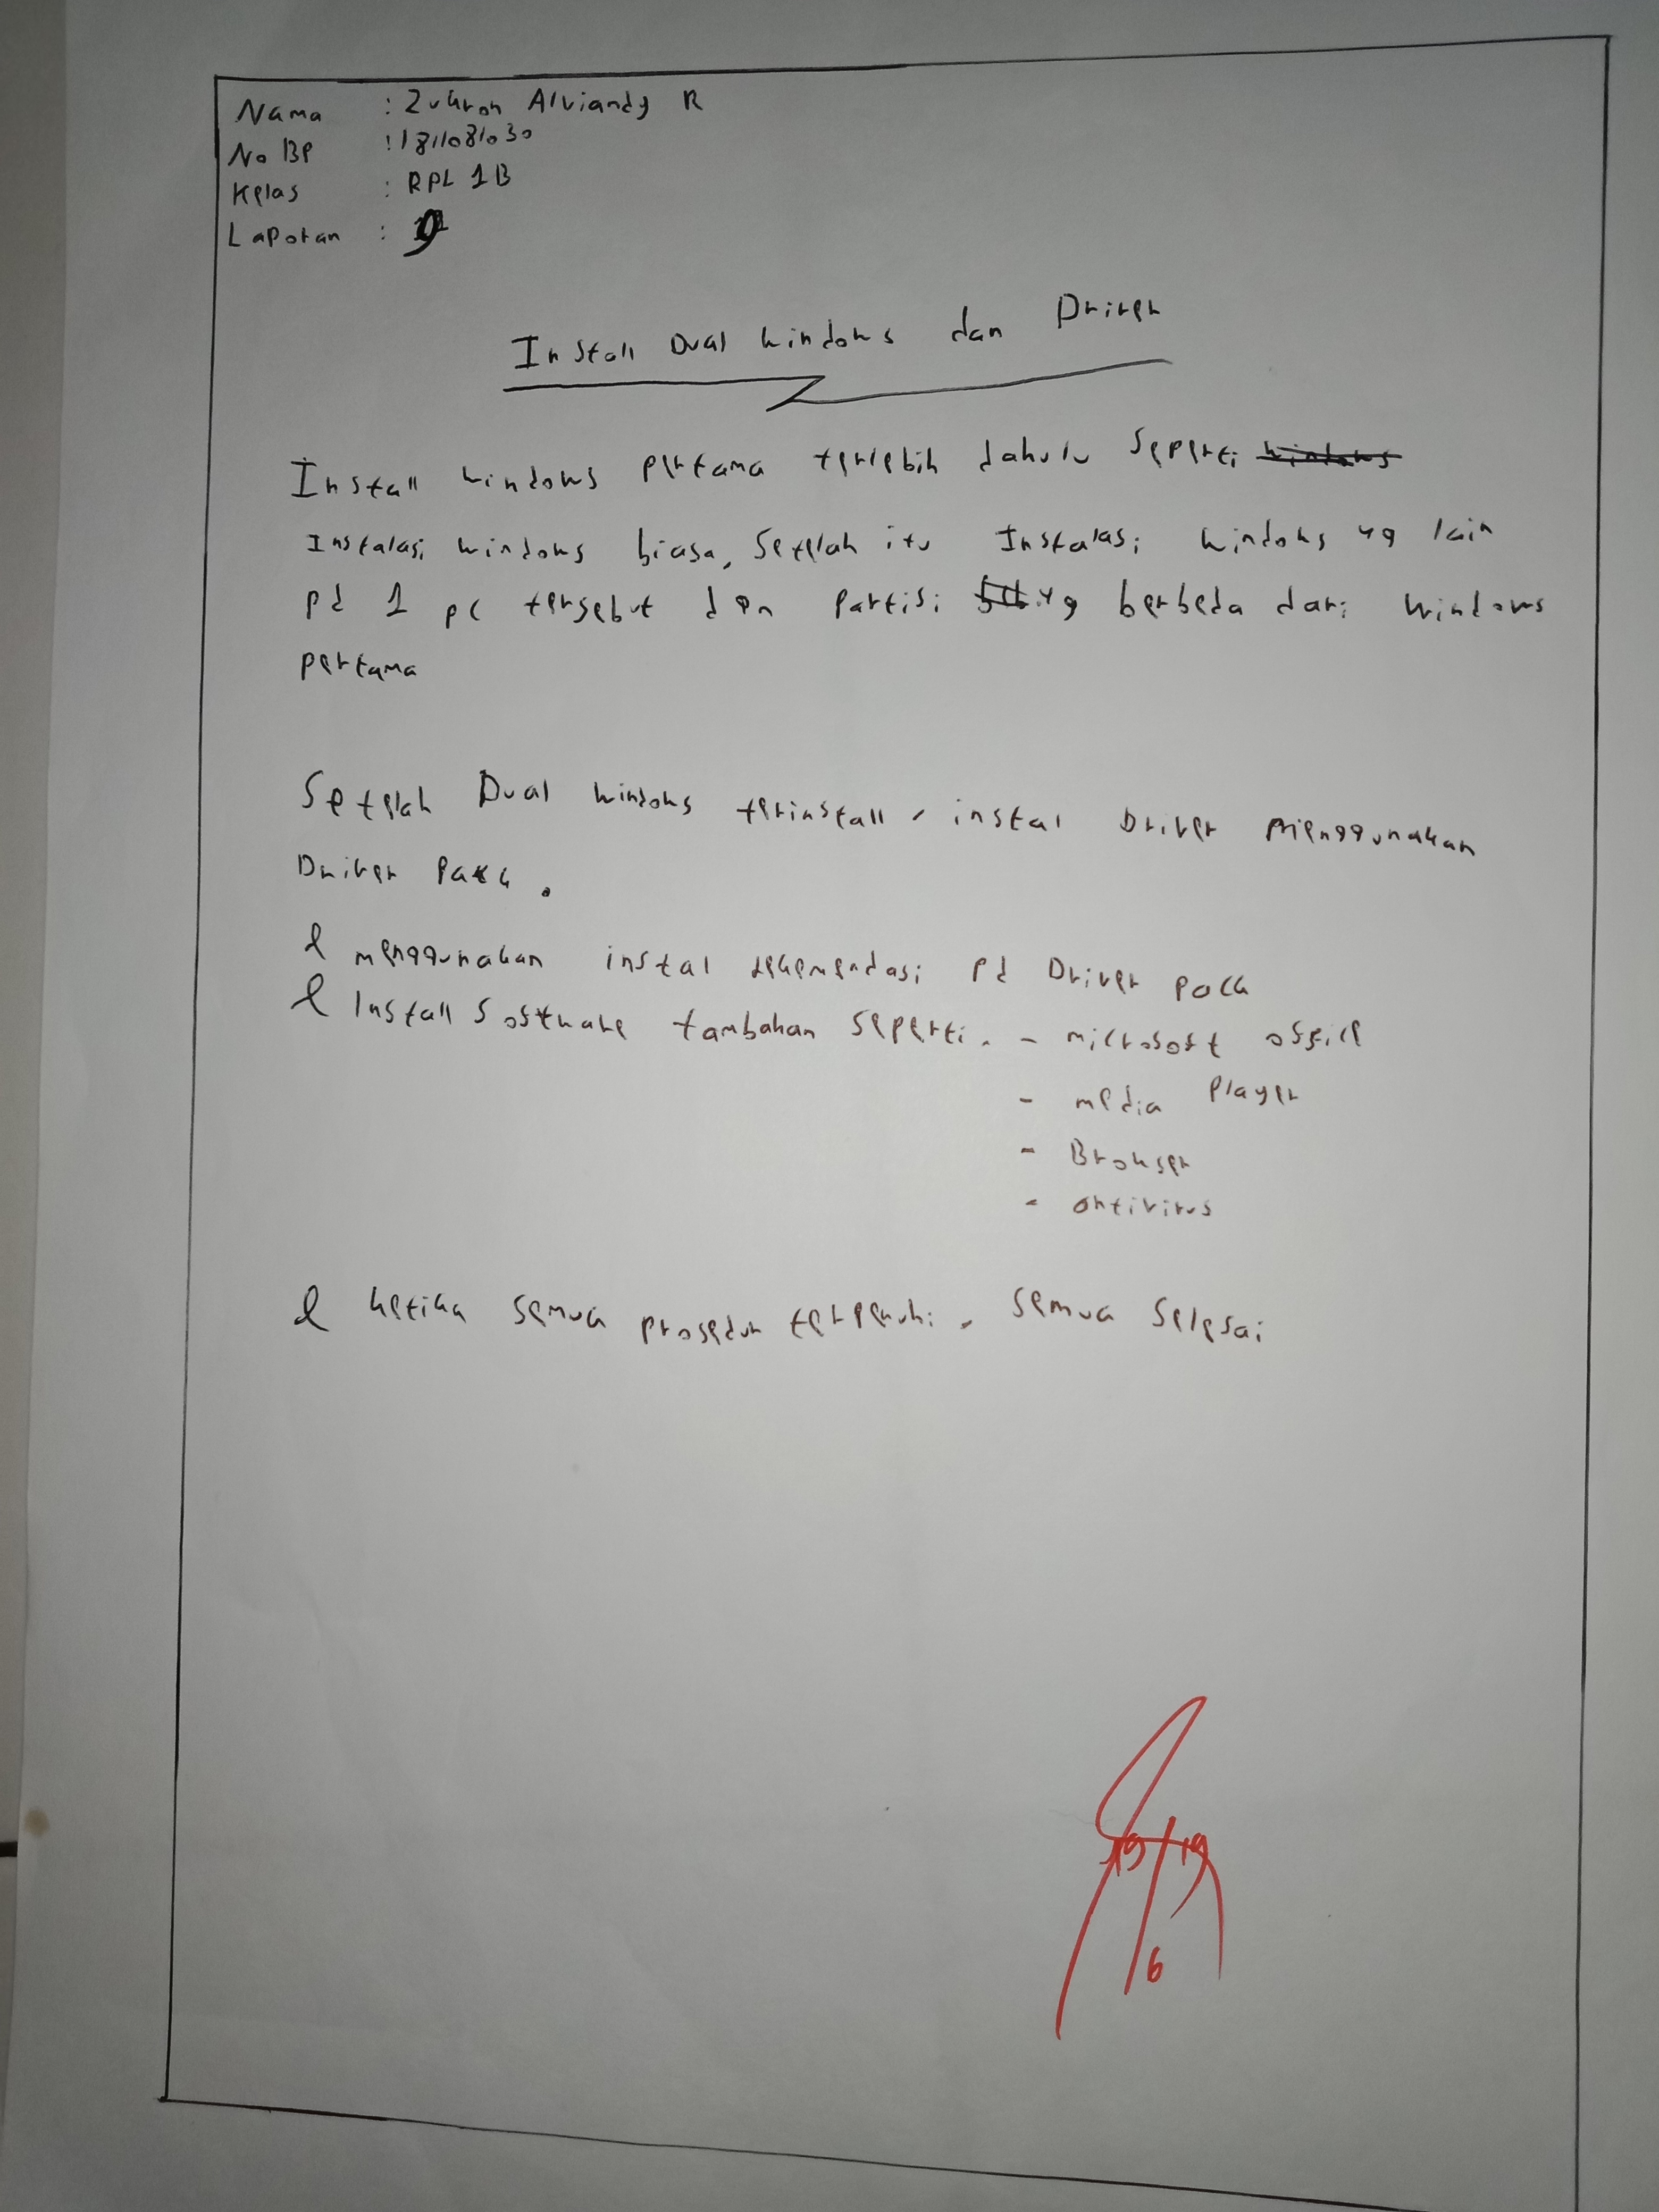 Nama : Zukron Alviandy R
No BP : 1811081030
Kelas : RPL 1B
Laporan : 9
Install Dual Windows dan Driver
Install windows pertama terlebih dahulu seperti windows
Instalasi windows biasa, Setelah itu Instalasi windows yg lain
pd 1 pc tersebut dan Partisi yg berbeda dari windows
pertama
Setelah Dual windows terinstall, instal Driver Menggunakan
Driver Pack.
menggunakan instal rekomendasi pd Driver pack
Install software tambahan seperti. - microsoft office
- media Player
- Browser
- antivirus
ketika semua prosedur terpenuhi, semua selesai
19/6 19